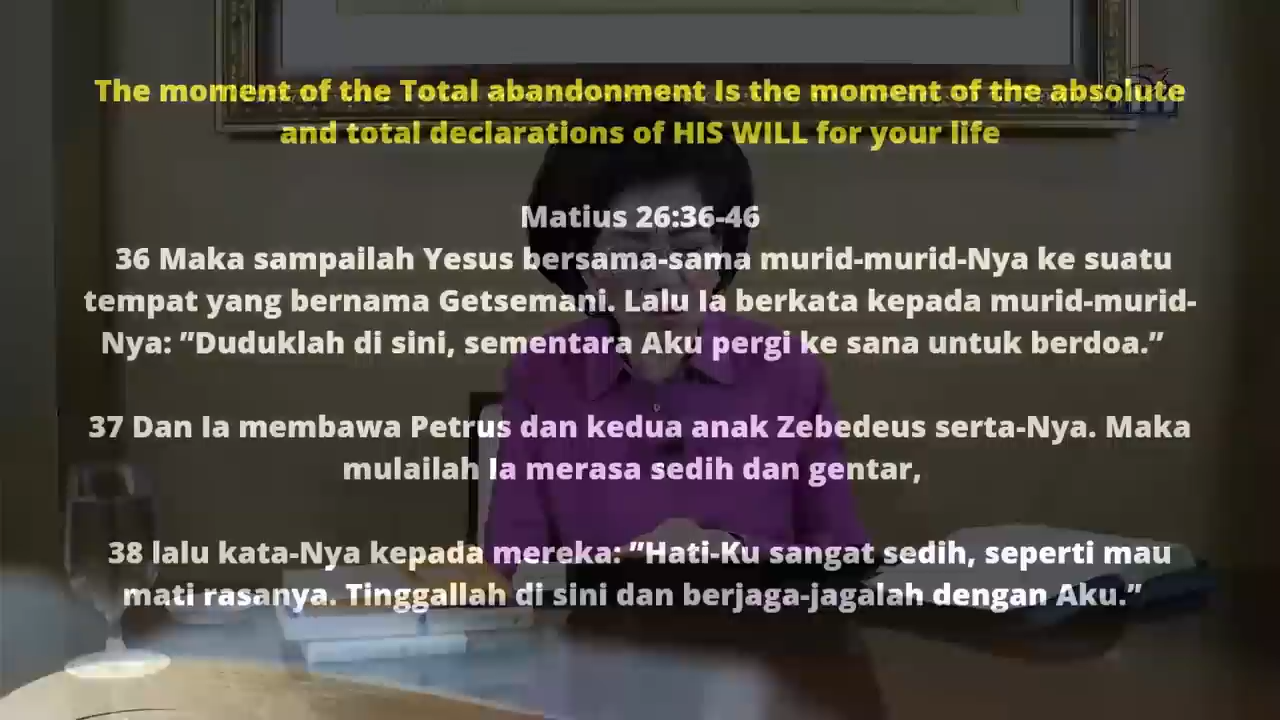 The moment of the Total abandonment Is the moment of the absolute
and total declarations of HIS WILL for your life
Matius 26:36-46
36 Maka sampailah Yesus bersama-sama murid-murid-Nya ke suatu
tempat yang bernama Getsemani. Lalu Ia berkata kepada murid-murid-
Nya: ”Duduklah di sini, sementara Aku pergi ke sana untuk berdoa.”
37 Dan Ia membawa Petrus dan kedua anak Zebedeus serta-Nya. Maka
mulailah Ia merasa sedih dan gentar,
38 lalu kata-Nya kepada mereka: ”Hati-Ku sangat sedih, seperti mau
mati rasanya. Tinggallah di sini dan berjaga-jagalah dengan Aku.”